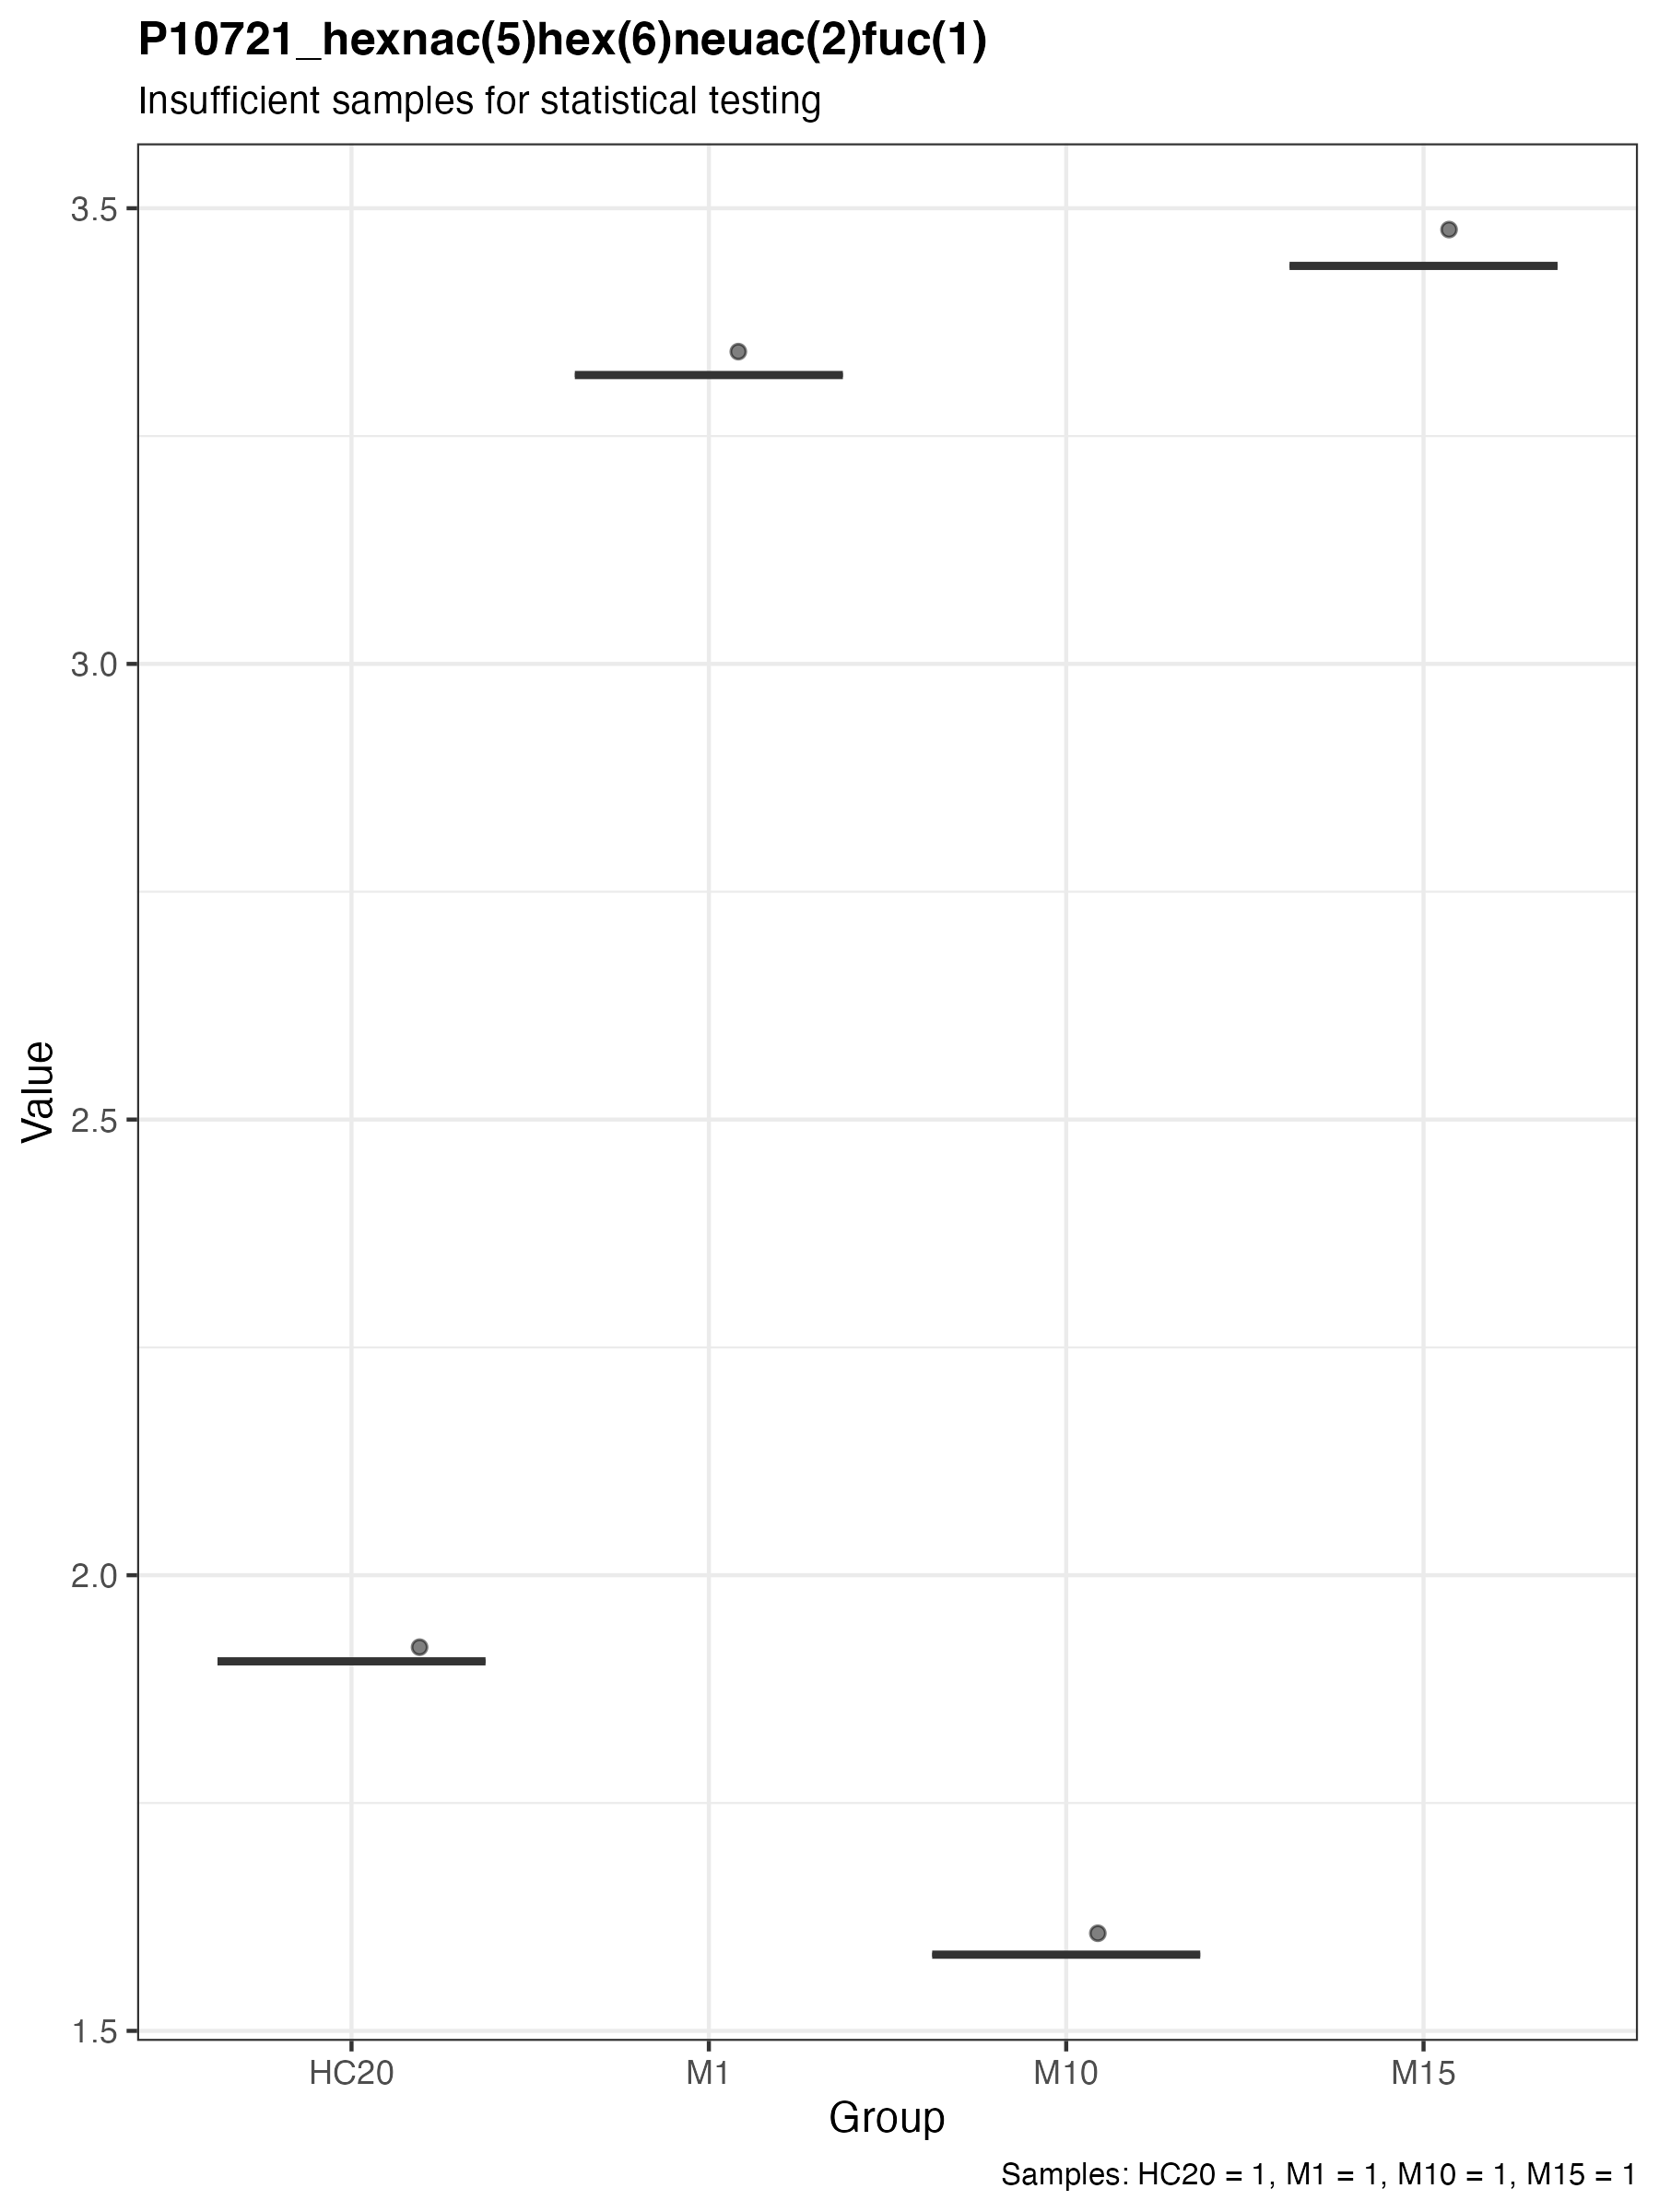 P10721_hexnac(5)hex(6)neuac(2)fuc(1)
Insufficient samples for statistical testing
3.5
3.0
2.5
2.0
1.5
Value
HC20 M1 M10 M15
Group
Samples: HC20 = 1, M1 = 1, M10 = 1, M15 = 1